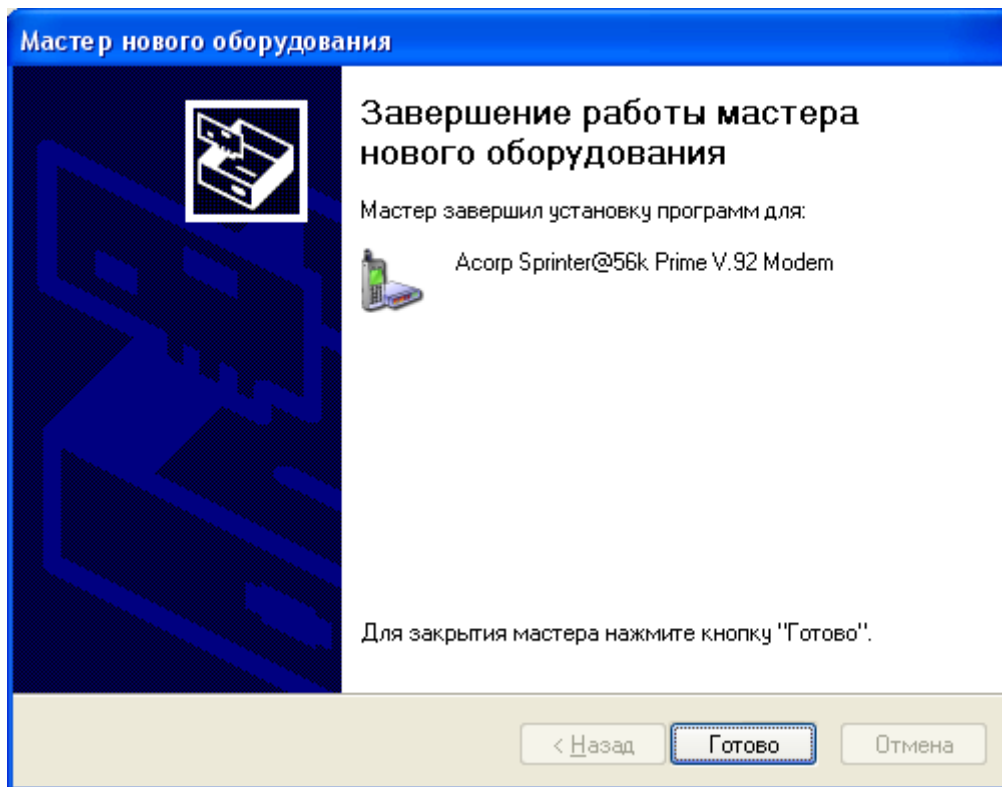 Мастер нового оборудования
Завершение работы мастера
нового оборудования
Мастер завершил установку программ для:
Acorp Sprinter@56k Prime V.92 Modem
Для закрытия мастера нажмите кнопку "Готово".
< Назад Готово Отмена